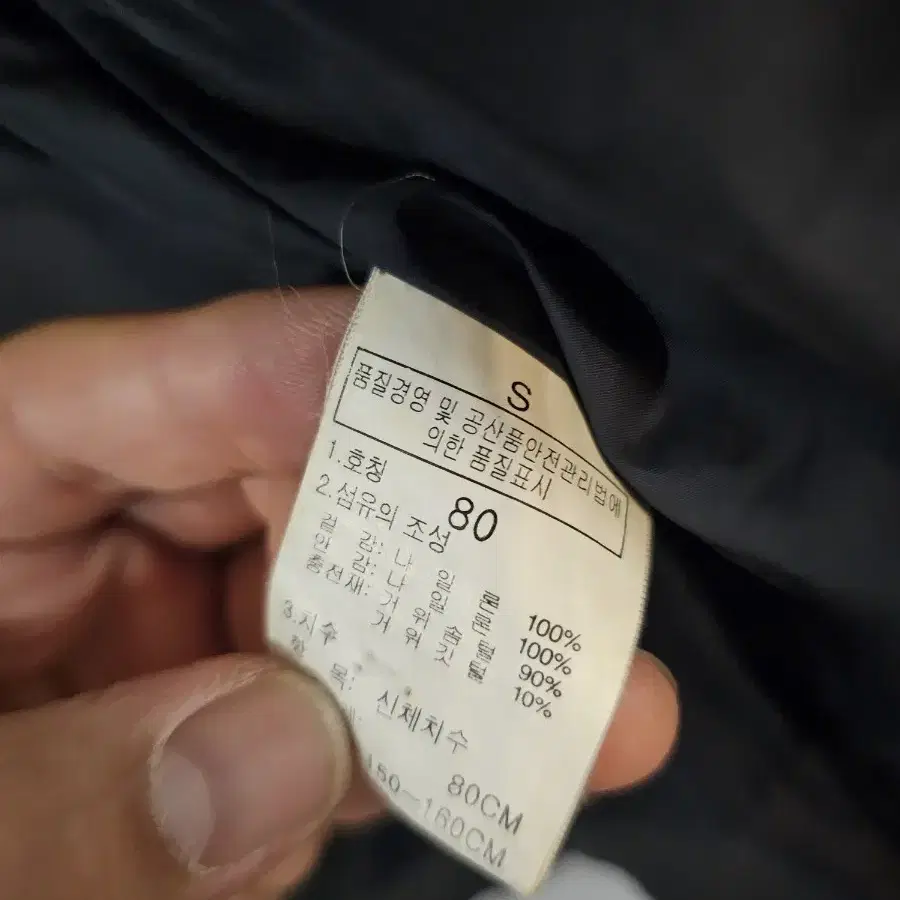 S
품질경영 및 공산품안전관리법에
의한 품질표시
1.호칭 80
2.섬유의 조성
겉 감: 나 일 론 100%
안 감: 나 일 론 100%
충전재: 거 위 솜 털 90%
거 위 깃 털 10%
3.치수
항 목: 신체치수
80CM
150-160CM